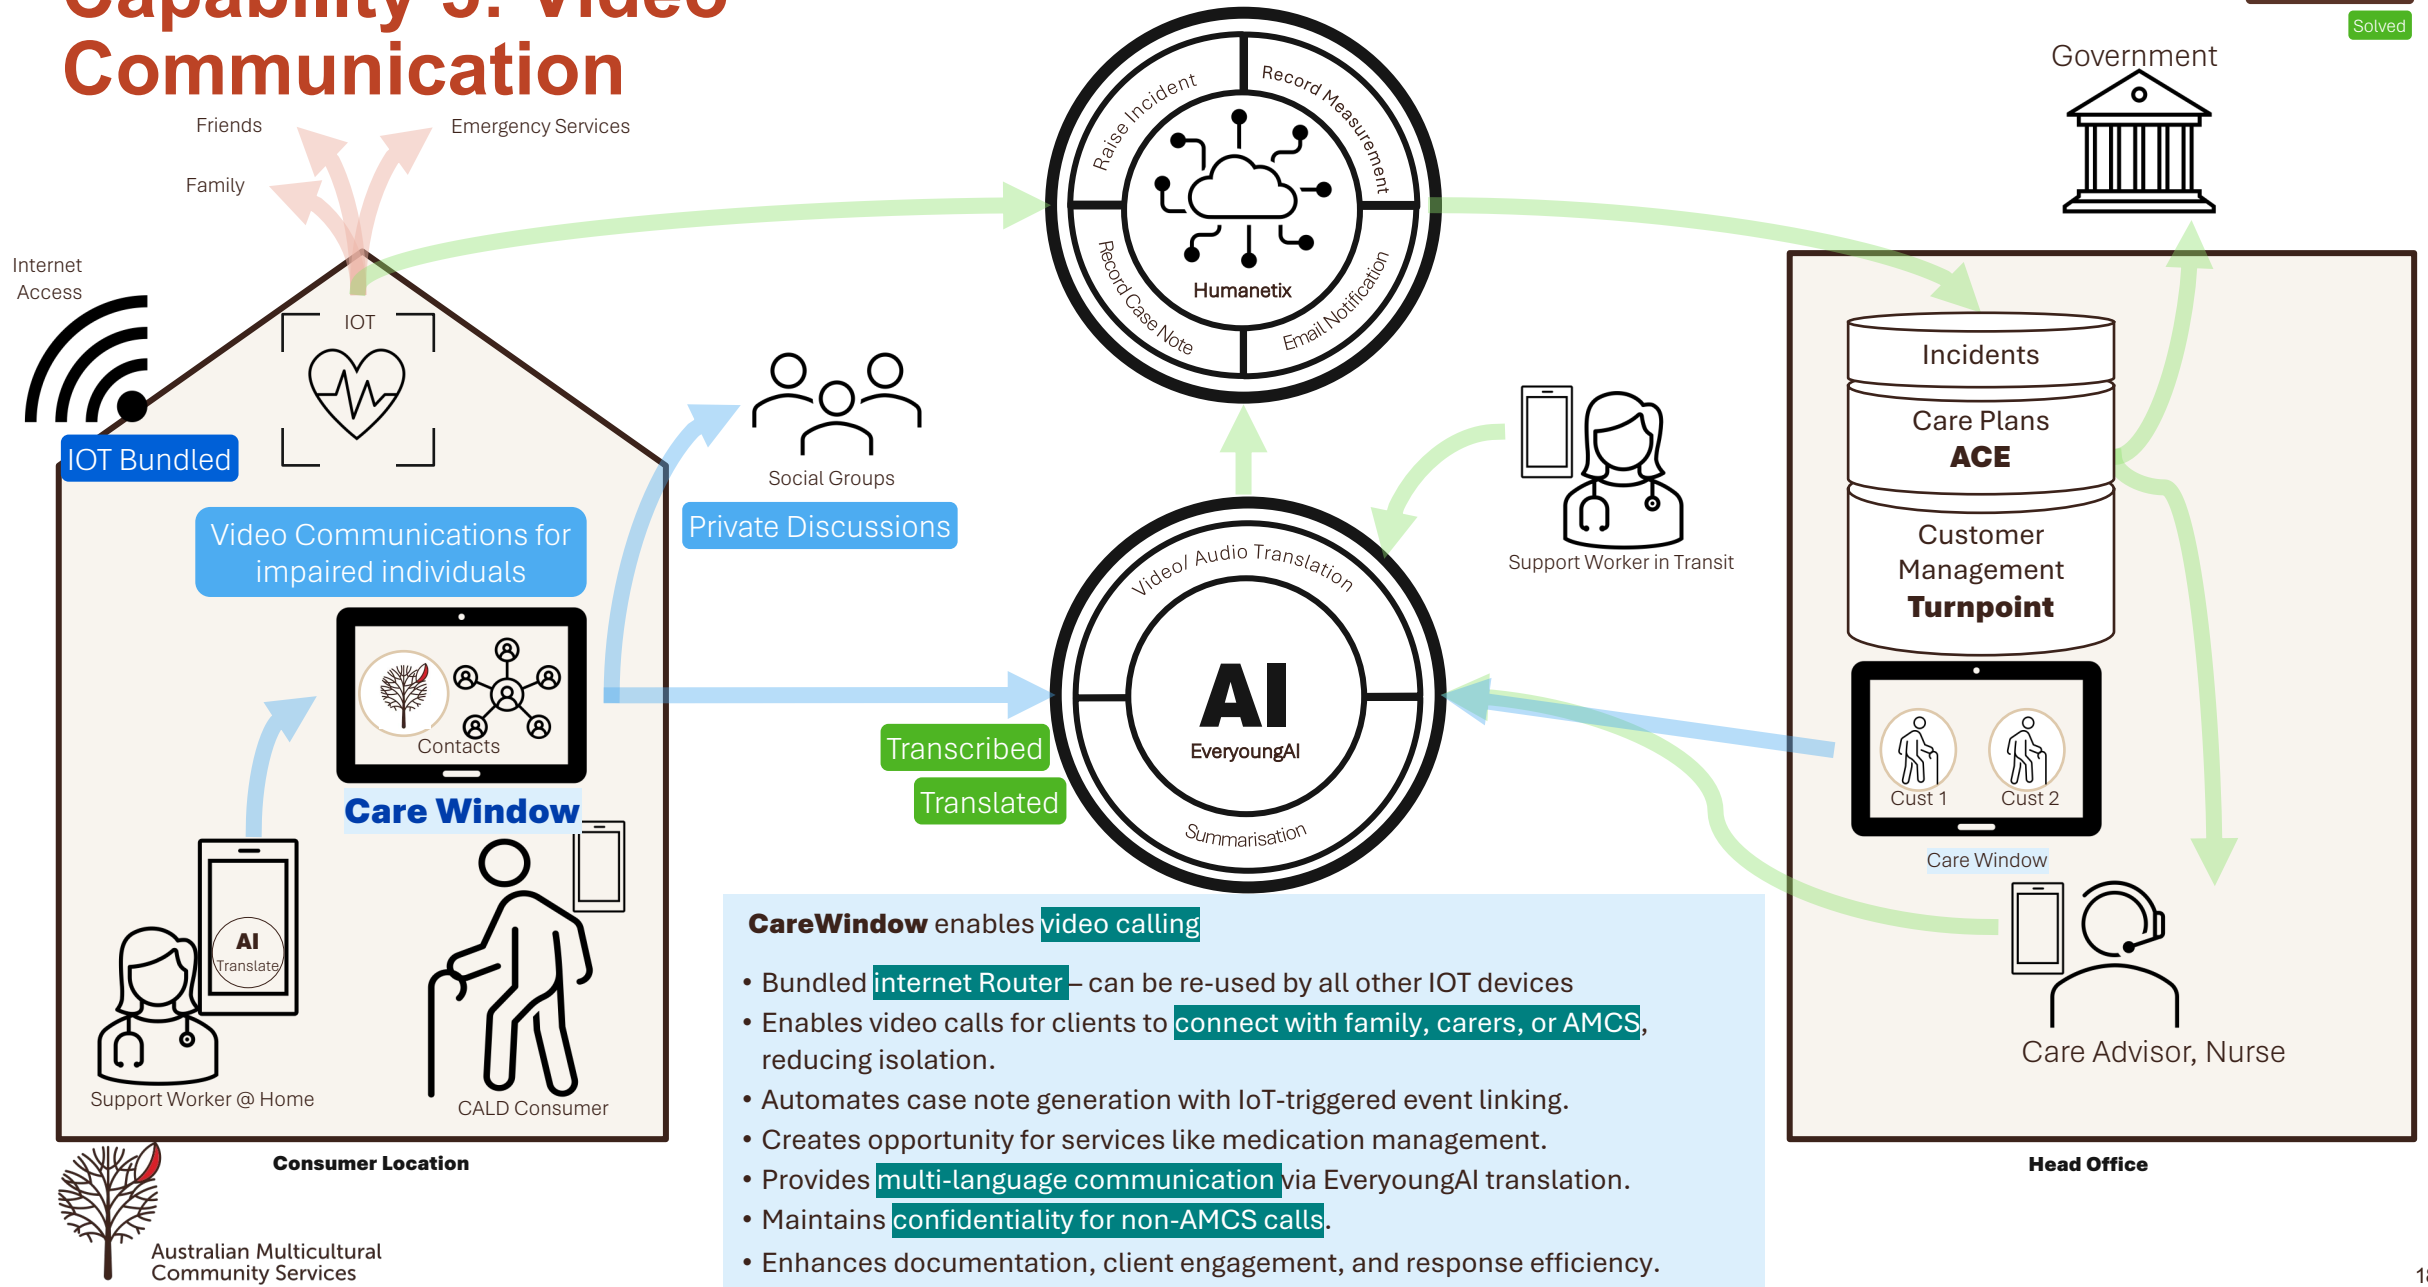 Capability 5: Video
Communication
Solved
Government
Friends
Emergency Services
Family
Internet
Access
IOT
IOT Bundled
Raise Incident
Record Measurement
Record Case Note
Email Notification
Humanetix
Social Groups
Private Discussions
Video Communications for
impaired individuals
Contacts
Care Window
AI
Translate
Support Worker @ Home
CALD Consumer
Consumer Location
Support Worker in Transit
Video/ Audio Translation
AI
EveryoungAI
Summarisation
Transcribed
Translated
Incidents
Care Plans
ACE
Customer
Management
Turnpoint
Cust 1
Cust 2
Care Window
Care Advisor, Nurse
Head Office
CareWindow enables video calling
• Bundled internet Router – can be re-used by all other IOT devices
• Enables video calls for clients to connect with family, carers, or AMCS,
reducing isolation.
• Automates case note generation with IoT-triggered event linking.
• Creates opportunity for services like medication management.
• Provides multi-language communication via EveryoungAI translation.
• Maintains confidentiality for non-AMCS calls.
• Enhances documentation, client engagement, and response efficiency.
Australian Multicultural
Community Services